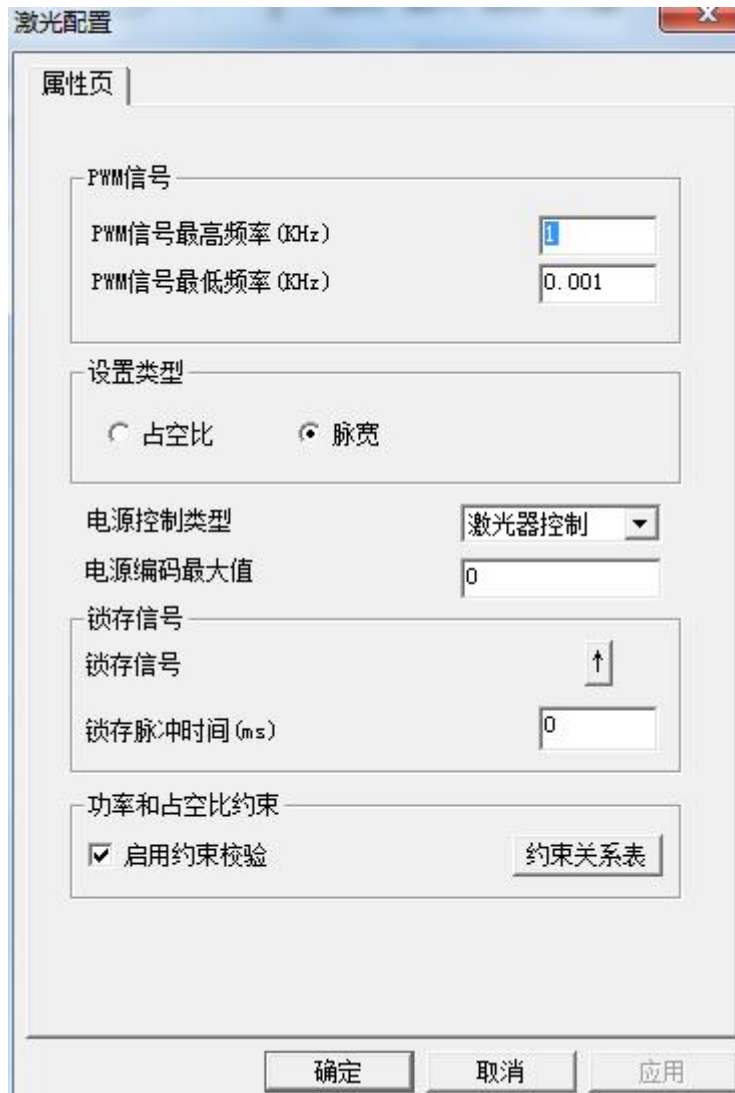 激光配置
属性页
PWM信号
PWM信号最高频率(KHz) 1
PWM信号最低频率(KHz) 0.001
设置类型
占空比 脉宽
电源控制类型 激光器控制
电源编码最大值 0
锁存信号
锁存信号 ↑
锁存脉冲时间(ms) 0
功率和占空比约束
启用约束校验 约束关系表
确定 取消 应用